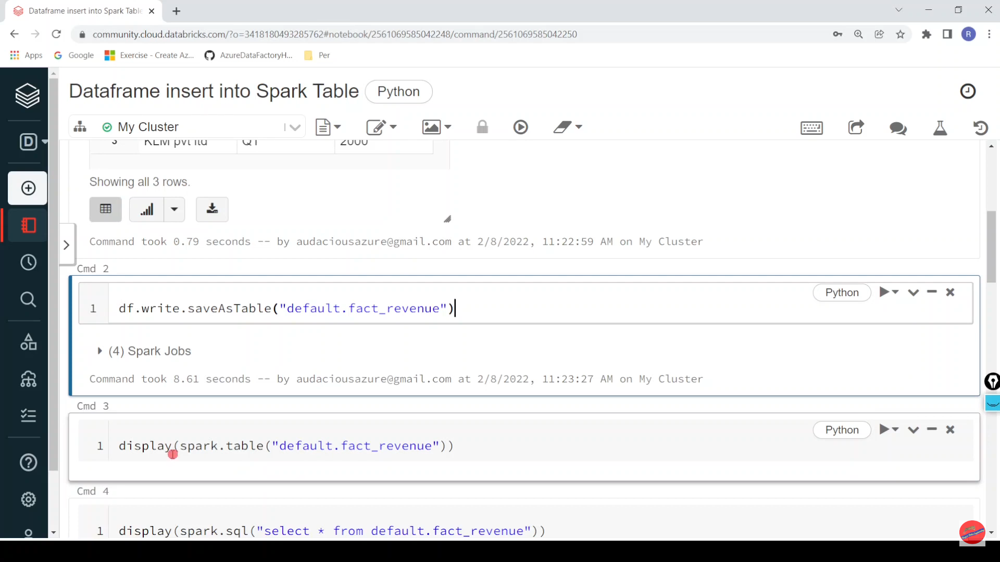 Dataframe insert into Spark Table
community.cloud.databricks.com/?o=3418180493285762#notebook/2561069585042248/command/2561069585042250
R
Apps
Google
Exercise - Create Az...
AzureDataFactoryH...
Per
Dataframe insert into Spark Table
Python
D
My Cluster
3 KLM pvt ltd Q1 2000
Showing all 3 rows.
Command took 0.79 seconds -- by audaciousazure@gmail.com at 2/8/2022, 11:22:59 AM on My Cluster
Cmd 2
Python
1 df.write.saveAsTable("default.fact_revenue")
(4) Spark Jobs
Command took 8.61 seconds -- by audaciousazure@gmail.com at 2/8/2022, 11:23:27 AM on My Cluster
Cmd 3
Python
1 display(spark.table("default.fact_revenue"))
Cmd 4
1 display(spark.sql("select * from default.fact_revenue"))